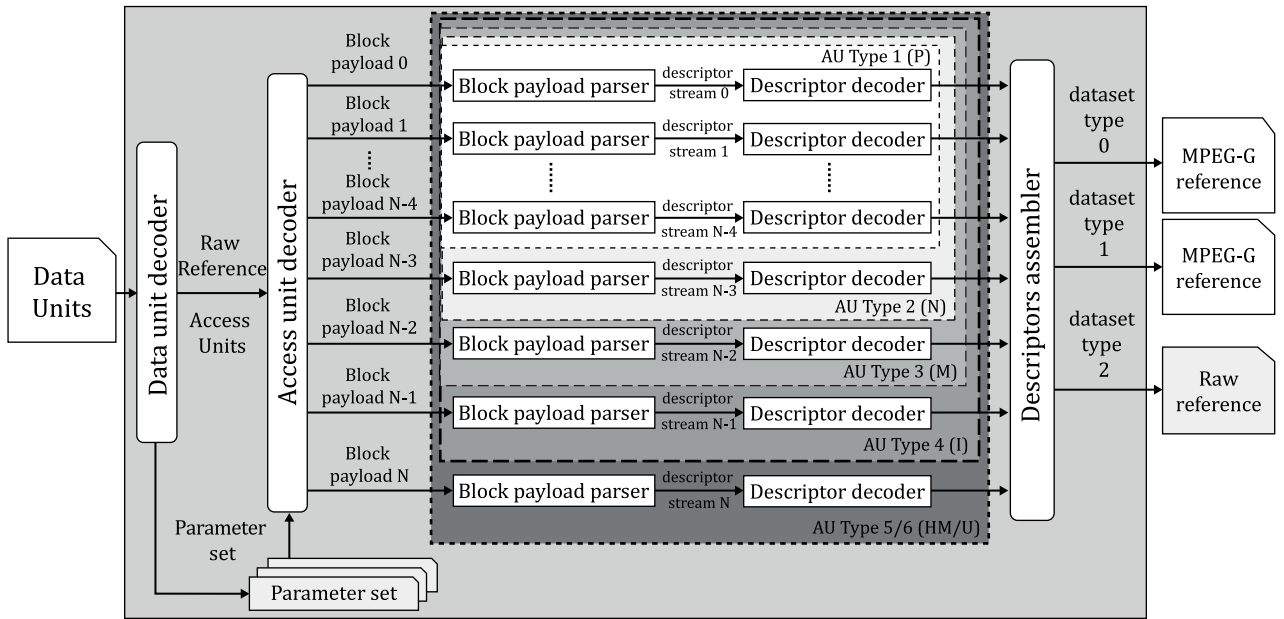 Data
Units
Data unit decoder
Raw
Reference
Access
Units
Parameter
set
Parameter set
Access unit decoder
Block
payload 0
Block
payload 1
Block
payload N-4
Block
payload N-3
Block
payload N-2
Block
payload N-1
Block
payload N
AU Type 1 (P)
Block payload parser
descriptor
stream 0
Descriptor decoder
Block payload parser
descriptor
stream 1
Descriptor decoder
Block payload parser
descriptor
stream N-4
Descriptor decoder
Block payload parser
descriptor
stream N-3
Descriptor decoder
AU Type 2 (N)
Block payload parser
descriptor
stream N-2
Descriptor decoder
AU Type 3 (M)
Block payload parser
descriptor
stream N-1
Descriptor decoder
AU Type 4 (I)
Block payload parser
descriptor
stream N
Descriptor decoder
AU Type 5/6 (HM/U)
Descriptors assembler
dataset
type
0
MPEG-G
reference
dataset
type
1
MPEG-G
reference
dataset
type
2
Raw
reference